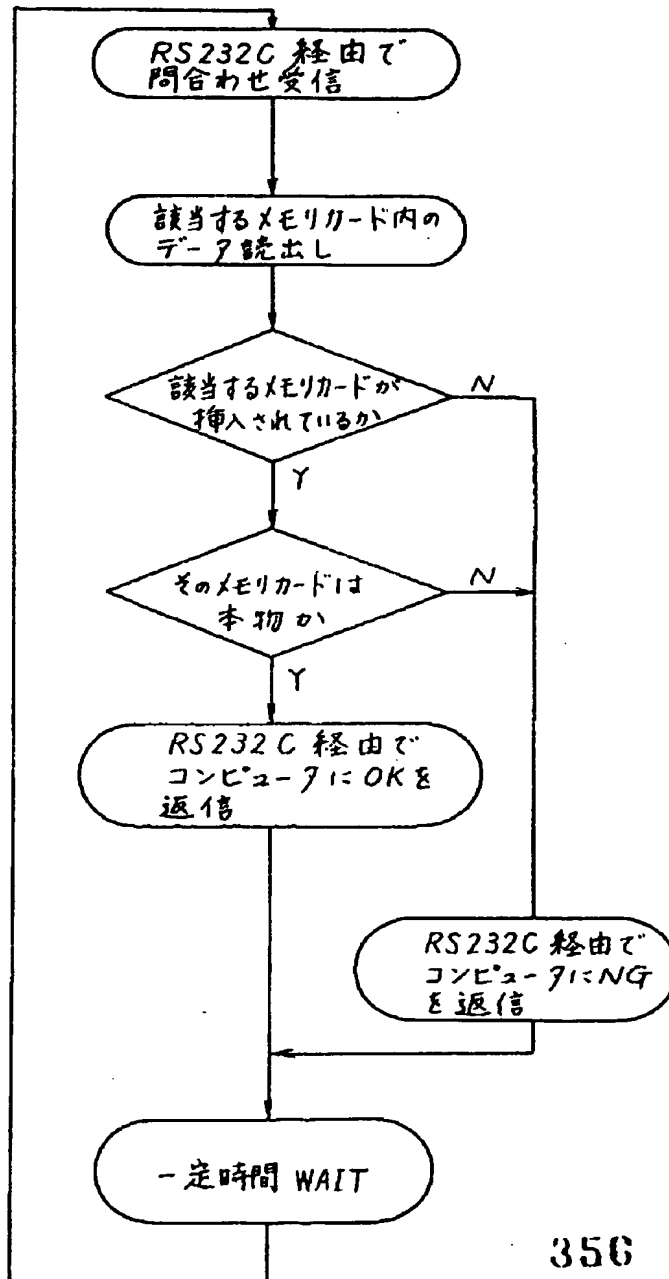 RS232C 経由で
問合わせ受信
該当するメモリカード内の
データ読出し
該当するメモリカードが
挿入されているか
N
Y
そのメモリカードは
本物か
N
Y
RS232C 経由で
コンピュータにOKを
返信
RS232C 経由で
コンピュータにNG
を返信
一定時間 WAIT
356